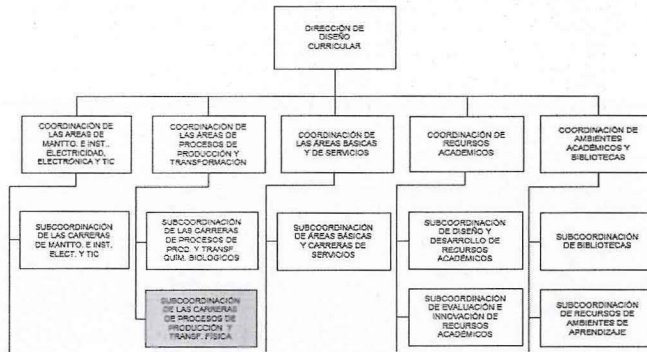 DIRECCIÓN DE
DISEÑO
CURRICULAR
COORDINACIÓN DE
LAS ÁREAS DE
MANTTO. E INST.,
ELECTRICIDAD,
ELECTRÓNICA Y TIC
COORDINACIÓN DE
LAS ÁREAS DE
PROCESOS DE
PRODUCCIÓN Y
TRANSFORMACIÓN
COORDINACIÓN DE
LAS ÁREAS BÁSICAS
Y DE SERVICIOS
COORDINACIÓN DE
RECURSOS
ACADÉMICOS
COORDINACIÓN DE
AMBIENTES
ACADÉMICOS Y
BIBLIOTECAS
SUBCOORDINACIÓN
DE LAS CARRERAS
DE MANTTO. E INST.
ELECT. Y TIC
SUBCOORDINACIÓN
DE LAS CARRERAS
DE PROCESOS DE
PROD. Y TRANSF.
QUIM. BIOLOGICOS
SUBCOORDINACIÓN
DE ÁREAS BÁSICAS
Y CARRERAS DE
SERVICIOS
SUBCOORDINACIÓN
DE DISEÑO Y
DESARROLLO DE
RECURSOS
ACADÉMICOS
SUBCOORDINACIÓN
DE BIBLIOTECAS
SUBCOORDINACIÓN
DE LAS CARRERAS
DE PROCESOS DE
PRODUCCIÓN Y
TRANSF. FÍSICA
SUBCOORDINACIÓN
DE EVALUACIÓN E
INNOVACIÓN DE
RECURSOS
ACADÉMICOS
SUBCOORDINACIÓN
DE RECURSOS DE
AMBIENTES DE
APRENDIZAJE